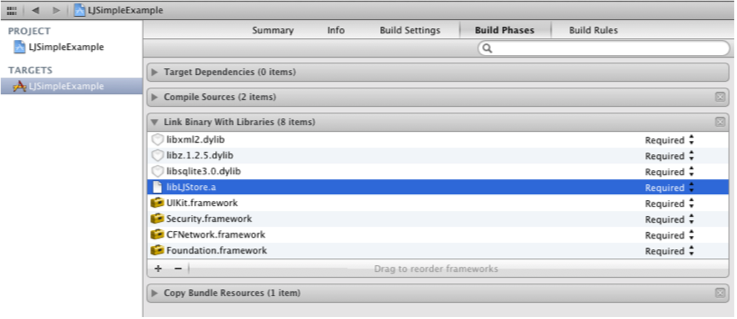 LJSimpleExample
PROJECT
LJSimpleExample
TARGETS
LJSimpleExample
Summary Info Build Settings Build Phases Build Rules
Target Dependencies (0 items)
Compile Sources (2 items)
Link Binary With Libraries (8 items)
libxml2.dylib Required
libz.1.2.5.dylib Required
libsqlite3.0.dylib Required
libLJStore.a Required
UIKit.framework Required
Security.framework Required
CFNetwork.framework Required
Foundation.framework Required
+ − Drag to reorder frameworks
Copy Bundle Resources (1 item)